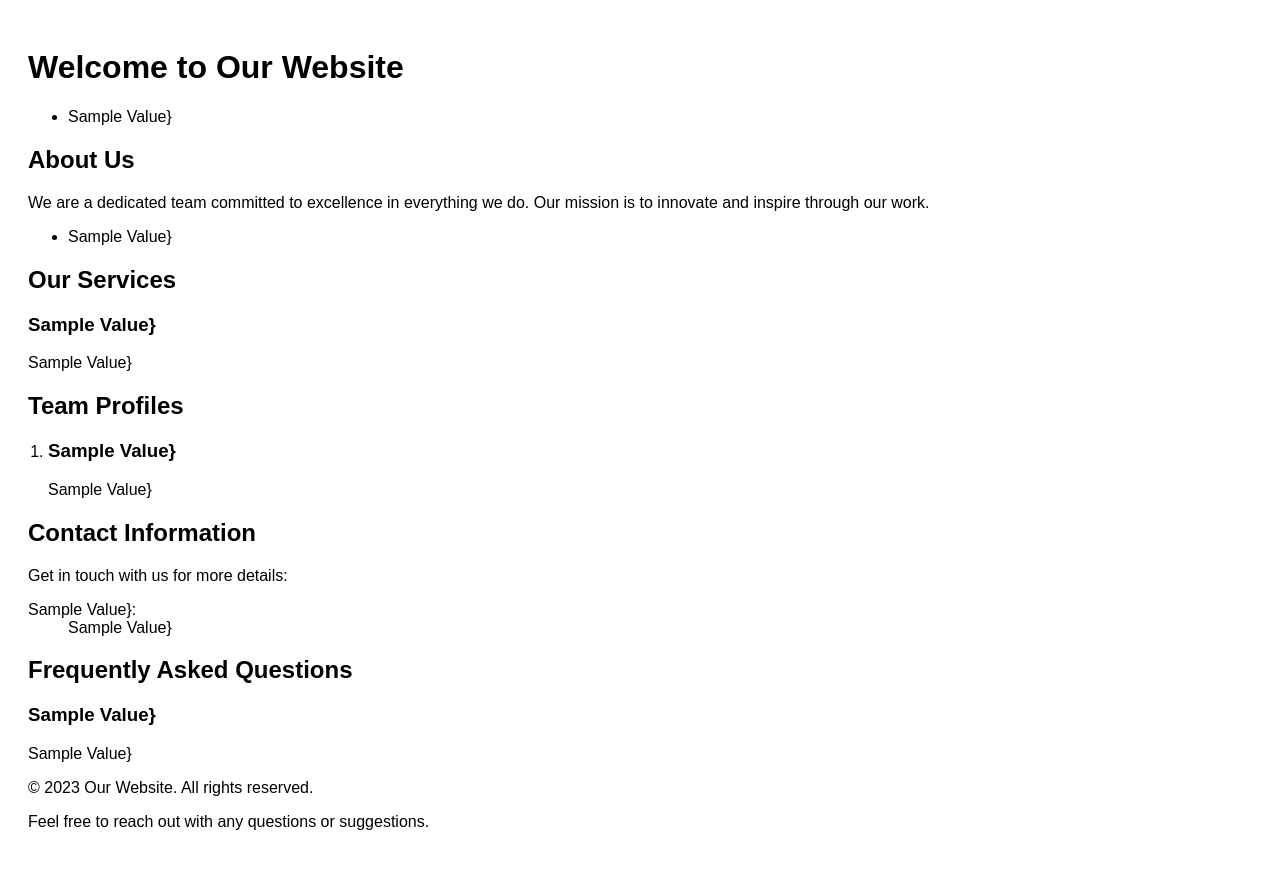 Welcome to Our Website
• Sample Value}
About Us
We are a dedicated team committed to excellence in everything we do. Our mission is to innovate and inspire through our work.
• Sample Value}
Our Services
Sample Value}
Sample Value}
Team Profiles
1. Sample Value}
Sample Value}
Contact Information
Get in touch with us for more details:
Sample Value}:
Sample Value}
Frequently Asked Questions
Sample Value}
Sample Value}
© 2023 Our Website. All rights reserved.
Feel free to reach out with any questions or suggestions.